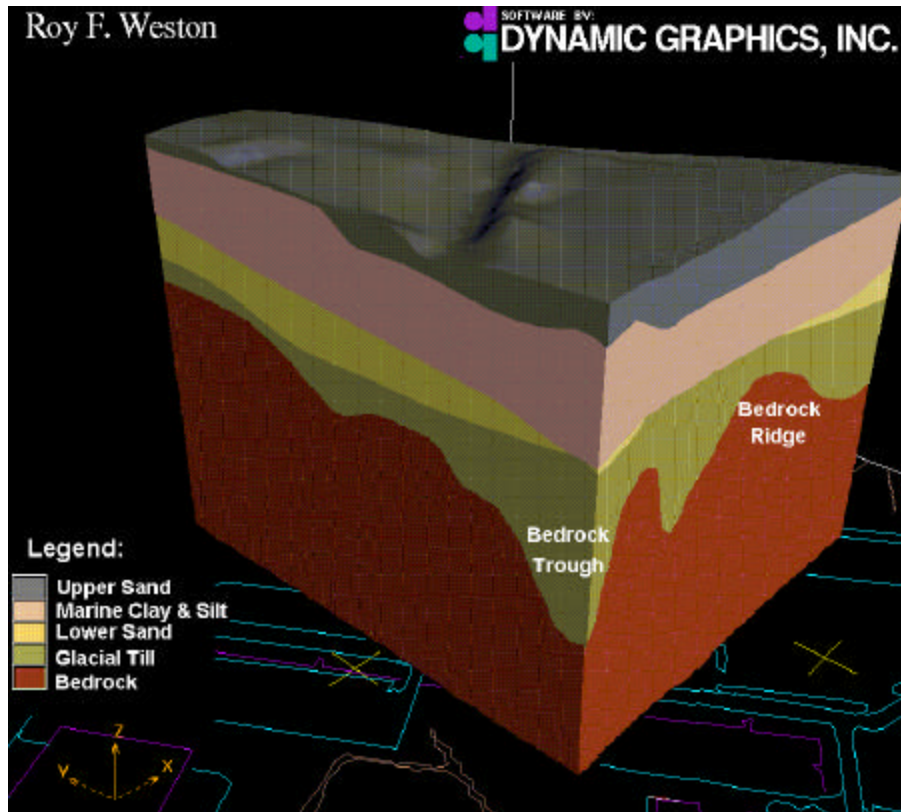 Roy F. Weston
SOFTWARE BY:
DYNAMIC GRAPHICS, INC.
Bedrock
Ridge
Bedrock
Trough
Legend:
Upper Sand
Marine Clay & Silt
Lower Sand
Glacial Till
Bedrock
Z
Y
X